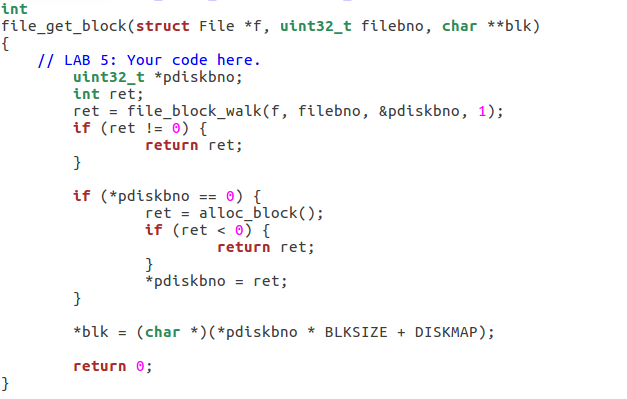 int
file_get_block(struct File *f, uint32_t filebno, char **blk)
{
    // LAB 5: Your code here.
        uint32_t *pdiskbno;
        int ret;
        ret = file_block_walk(f, filebno, &pdiskbno, 1);
        if (ret != 0) {
                return ret;
        }

        if (*pdiskbno == 0) {
                ret = alloc_block();
                if (ret < 0) {
                        return ret;
                }
                *pdiskbno = ret;
        }

        *blk = (char *)(*pdiskbno * BLKSIZE + DISKMAP);

        return 0;
}